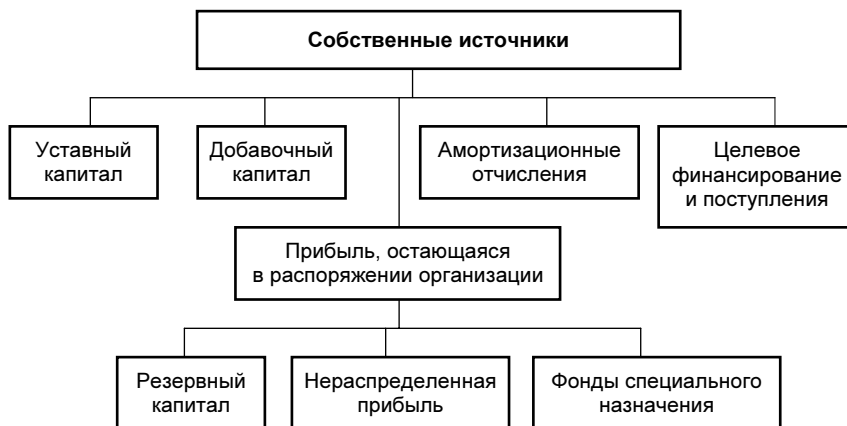 Собственные источники
Уставный
капитал
Добавочный
капитал
Амортизационные
отчисления
Целевое
финансирование
и поступления
Прибыль, остающаяся
в распоряжении организации
Резервный
капитал
Нераспределенная
прибыль
Фонды специального
назначения